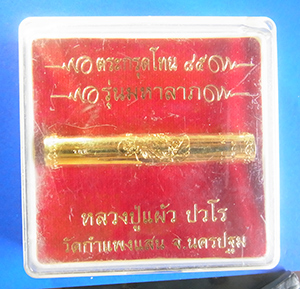 ตะกรุดโทน ๘๕
รุ่นมหาลาภ
หลวงปู่แผ้ว ปวโร
วัดกำแพงแสน จ.นครปฐม